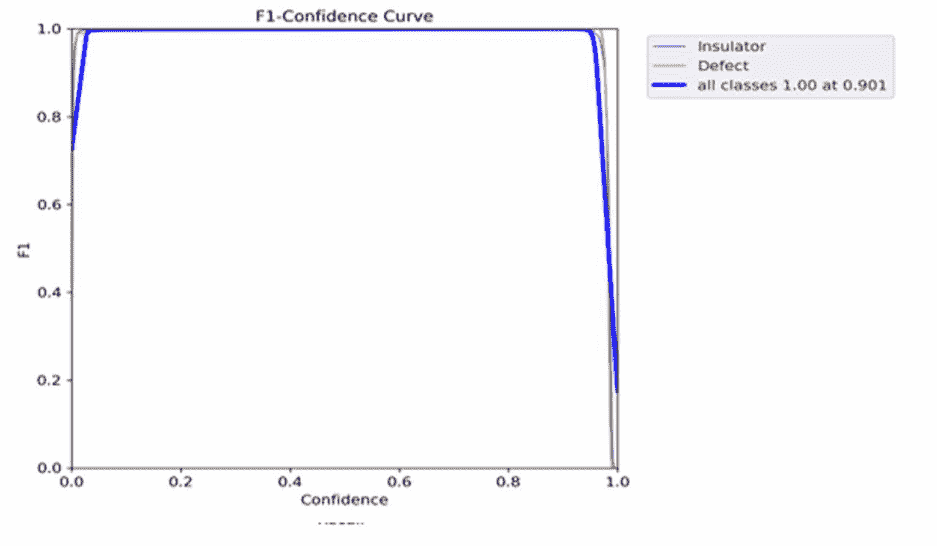 F1-Confidence Curve
Insulator
Defect
all classes 1.00 at 0.901
F1
1.0
0.8
0.6
0.4
0.2
0.0
0.0 0.2 0.4 0.6 0.8 1.0
Confidence